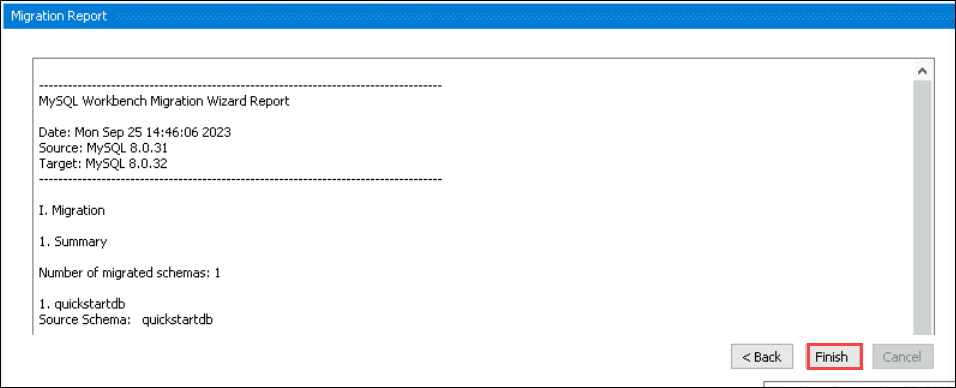 Migration Report
--------------------------------------------------------------------------------
MySQL Workbench Migration Wizard Report
Date: Mon Sep 25 14:46:06 2023
Source: MySQL 8.0.31
Target: MySQL 8.0.32
--------------------------------------------------------------------------------
I. Migration
1. Summary
Number of migrated schemas: 1
1. quickstartdb
Source Schema: quickstartdb
< Back Finish Cancel